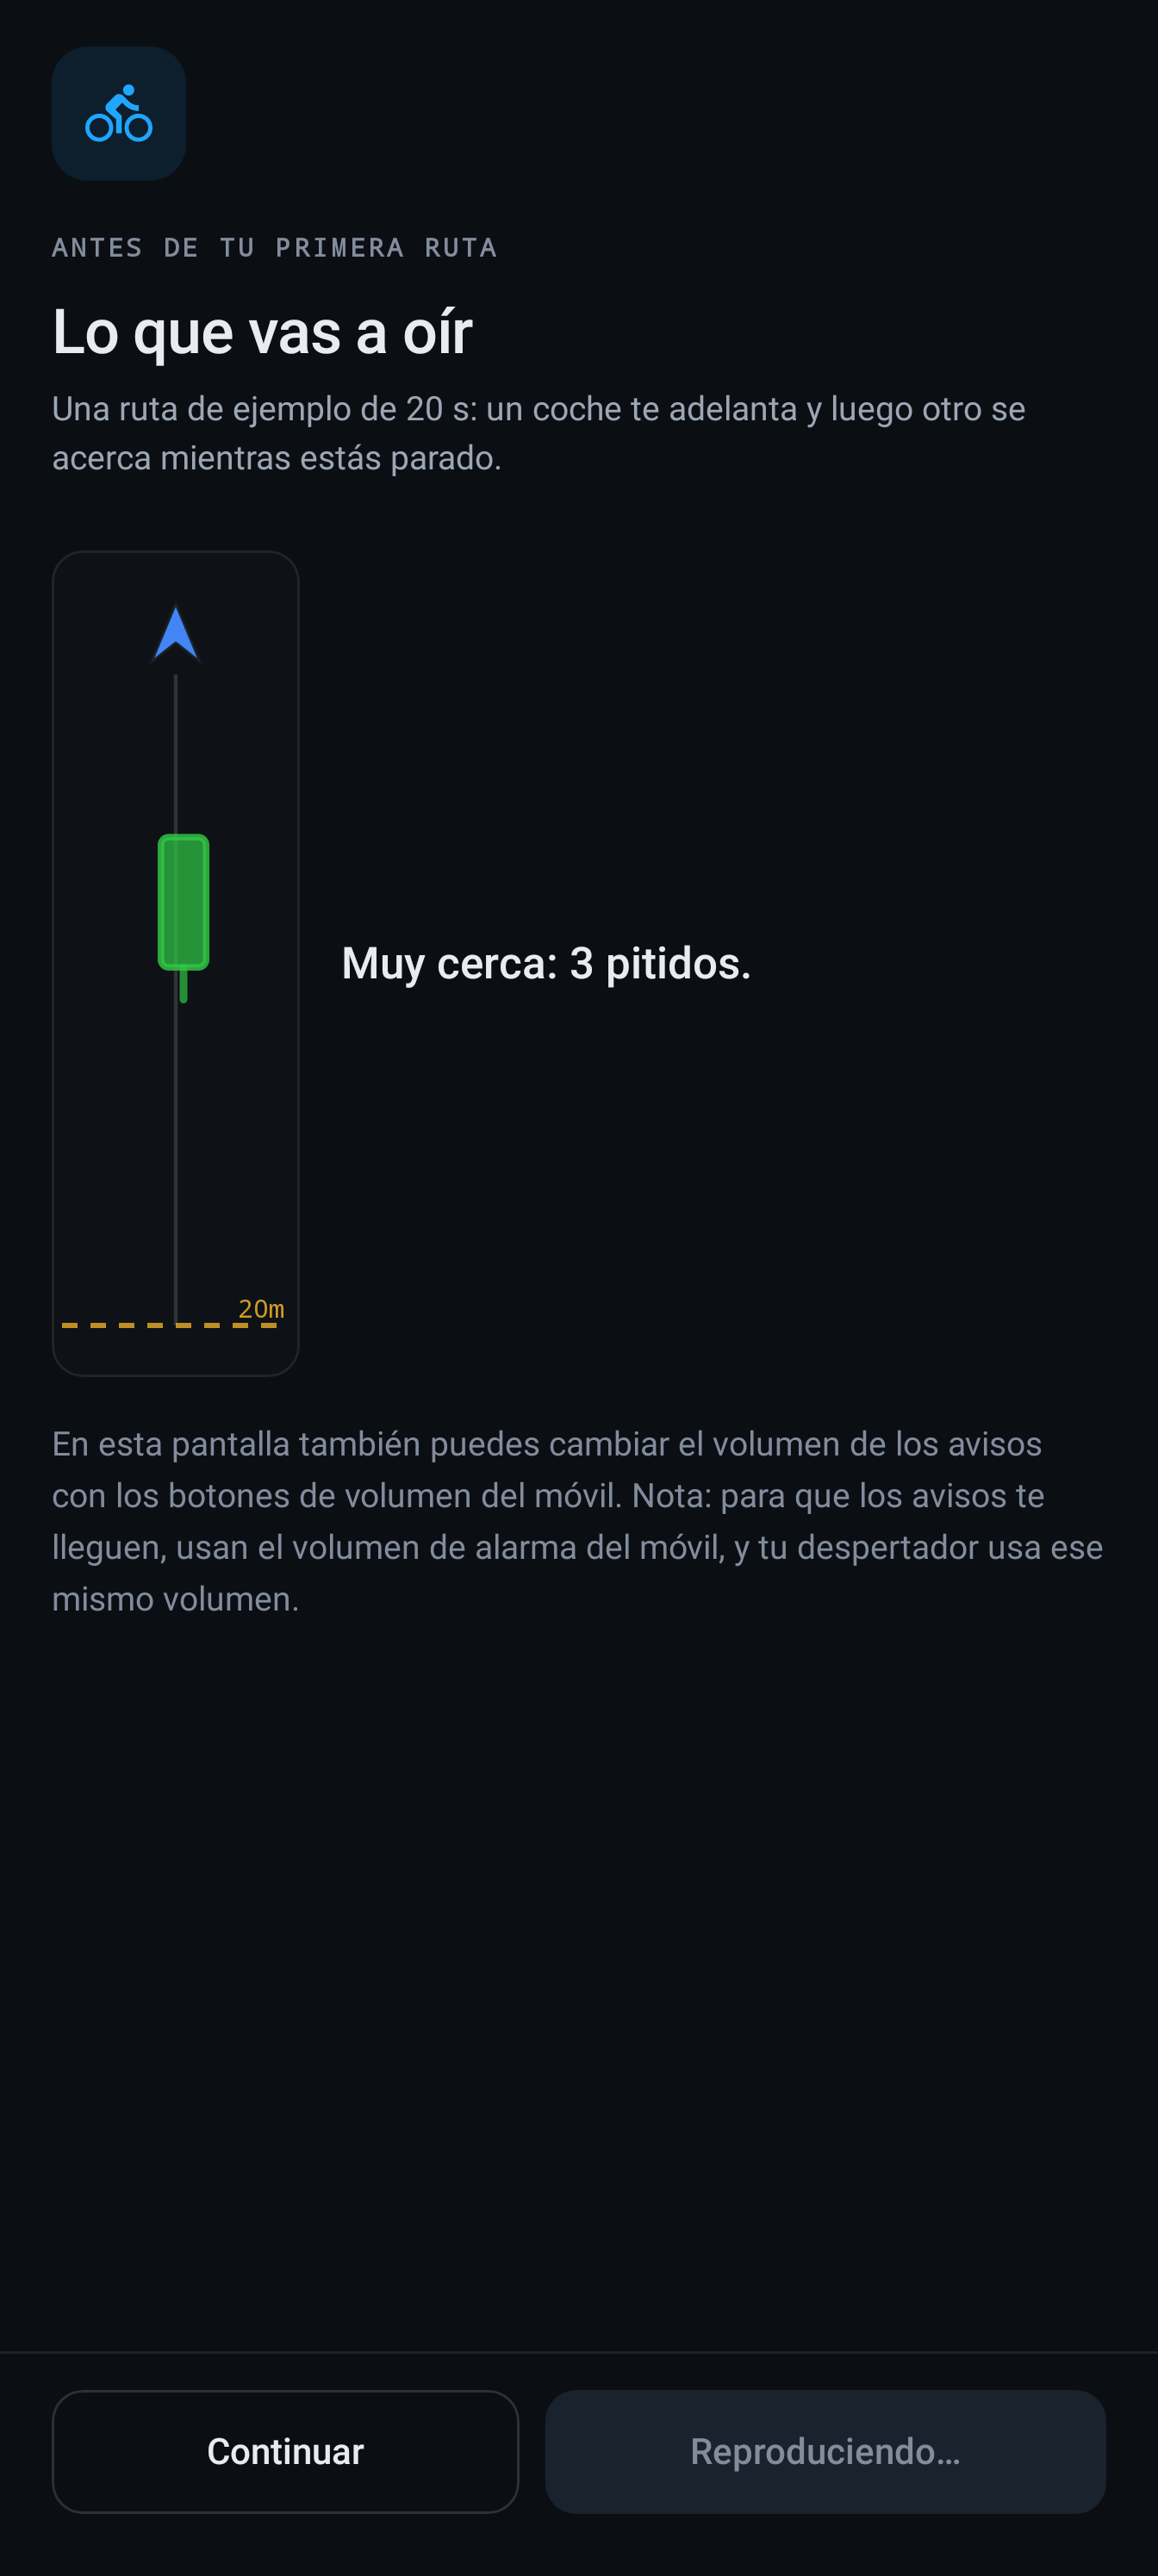 ANTES DE TU PRIMERA RUTA
Lo que vas a oír
Una ruta de ejemplo de 20 s: un coche te adelanta y luego otro se
acerca mientras estás parado.
Muy cerca: 3 pitidos.
20m
En esta pantalla también puedes cambiar el volumen de los avisos
con los botones de volumen del móvil. Nota: para que los avisos te
lleguen, usan el volumen de alarma del móvil, y tu despertador usa ese
mismo volumen.
Continuar
Reproduciendo…